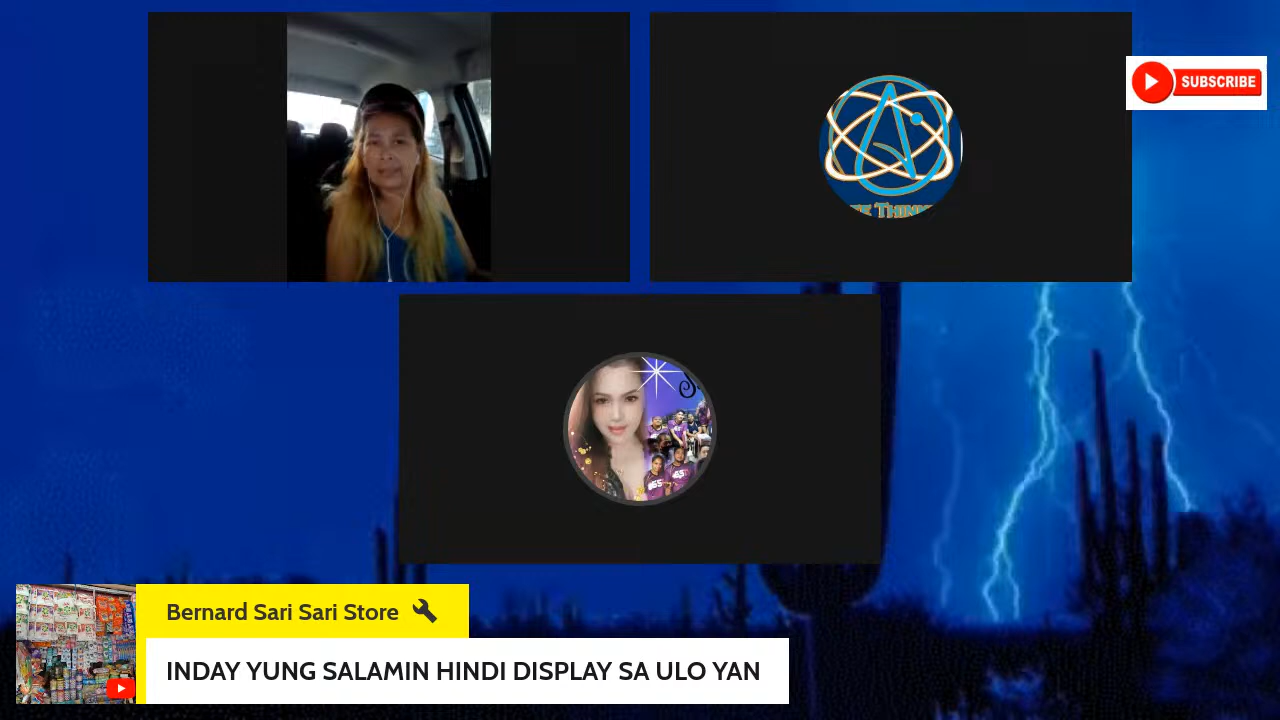 SUBSCRIBE
Bernard Sari Sari Store
INDAY YUNG SALAMIN HINDI DISPLAY SA ULO YAN